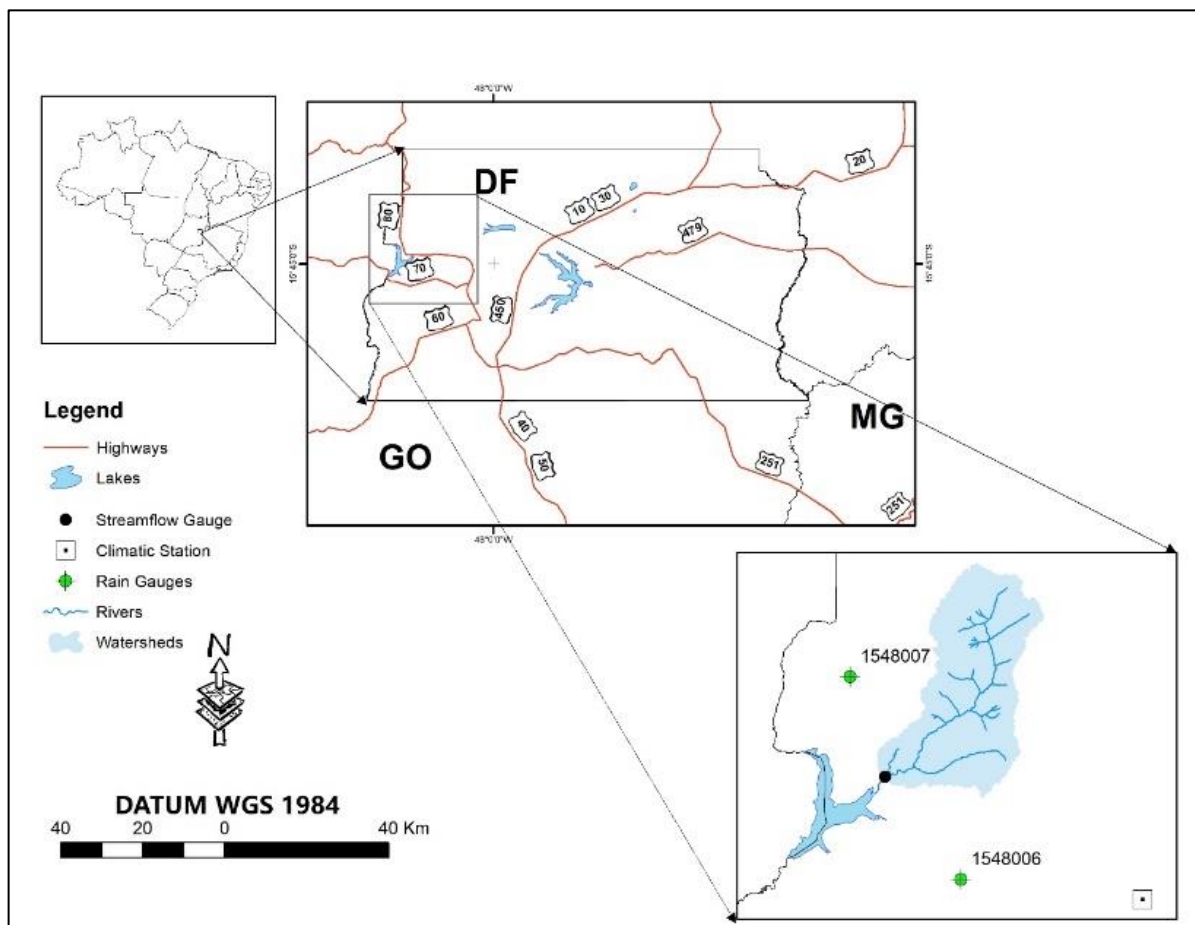 48°0'0"W
DF
20
10
30
80
479
15°45'0"S
15°45'0"S
70
60
450
MG
40
GO
50
251
251
48°0'0"W
Legend
Highways
Lakes
Streamflow Gauge
Climatic Station
Rain Gauges
Rivers
Watersheds
N
DATUM WGS 1984
40 20 0 40 Km
1548007
1548006